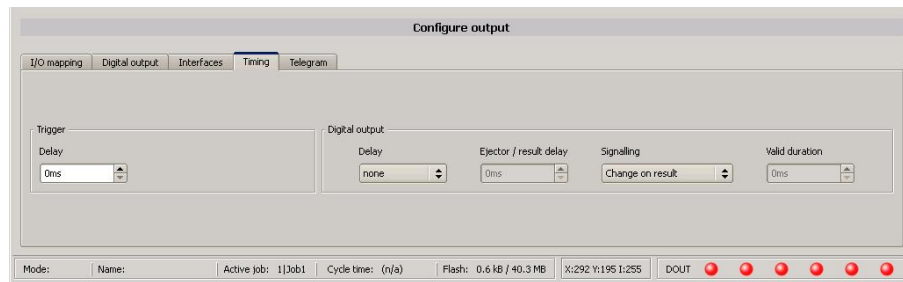 Configure output
I/O mapping Digital output Interfaces Timing Telegram
Trigger Digital output
Delay Delay Ejector / result delay Signalling Valid duration
0ms none 0ms Change on result 0ms
Mode: Name: Active job: 1|Job1 Cycle time: (n/a) Flash: 0.6 kB / 40.3 MB X:292 Y:195 I:255 DOUT